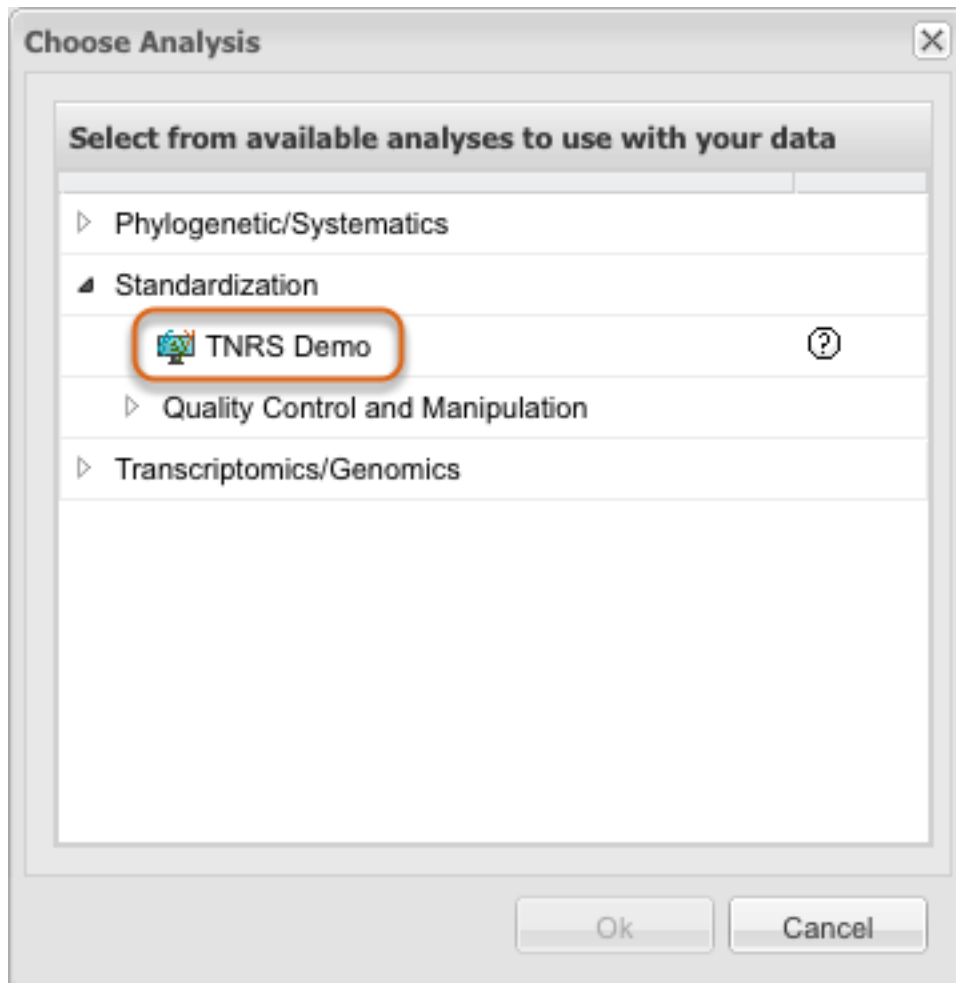 Choose Analysis
Select from available analyses to use with your data
Phylogenetic/Systematics
Standardization
TNRS Demo
Quality Control and Manipulation
Transcriptomics/Genomics
Ok Cancel